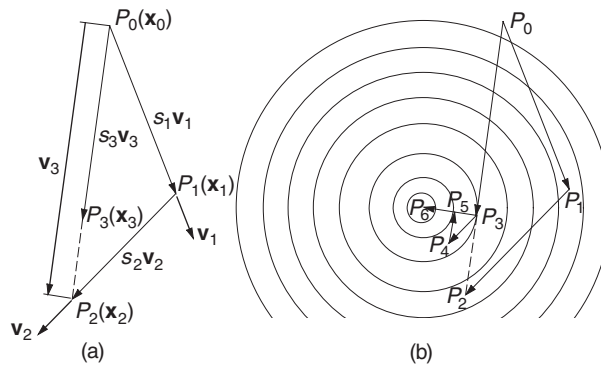 P₀(x₀)
s₁v₁
s₃v₃
v₃
P₁(x₁)
P₃(x₃)
v₁
s₂v₂
P₂(x₂)
v₂
(a)
P₀
P₁
P₅
P₆
P₃
P₄
P₂
(b)